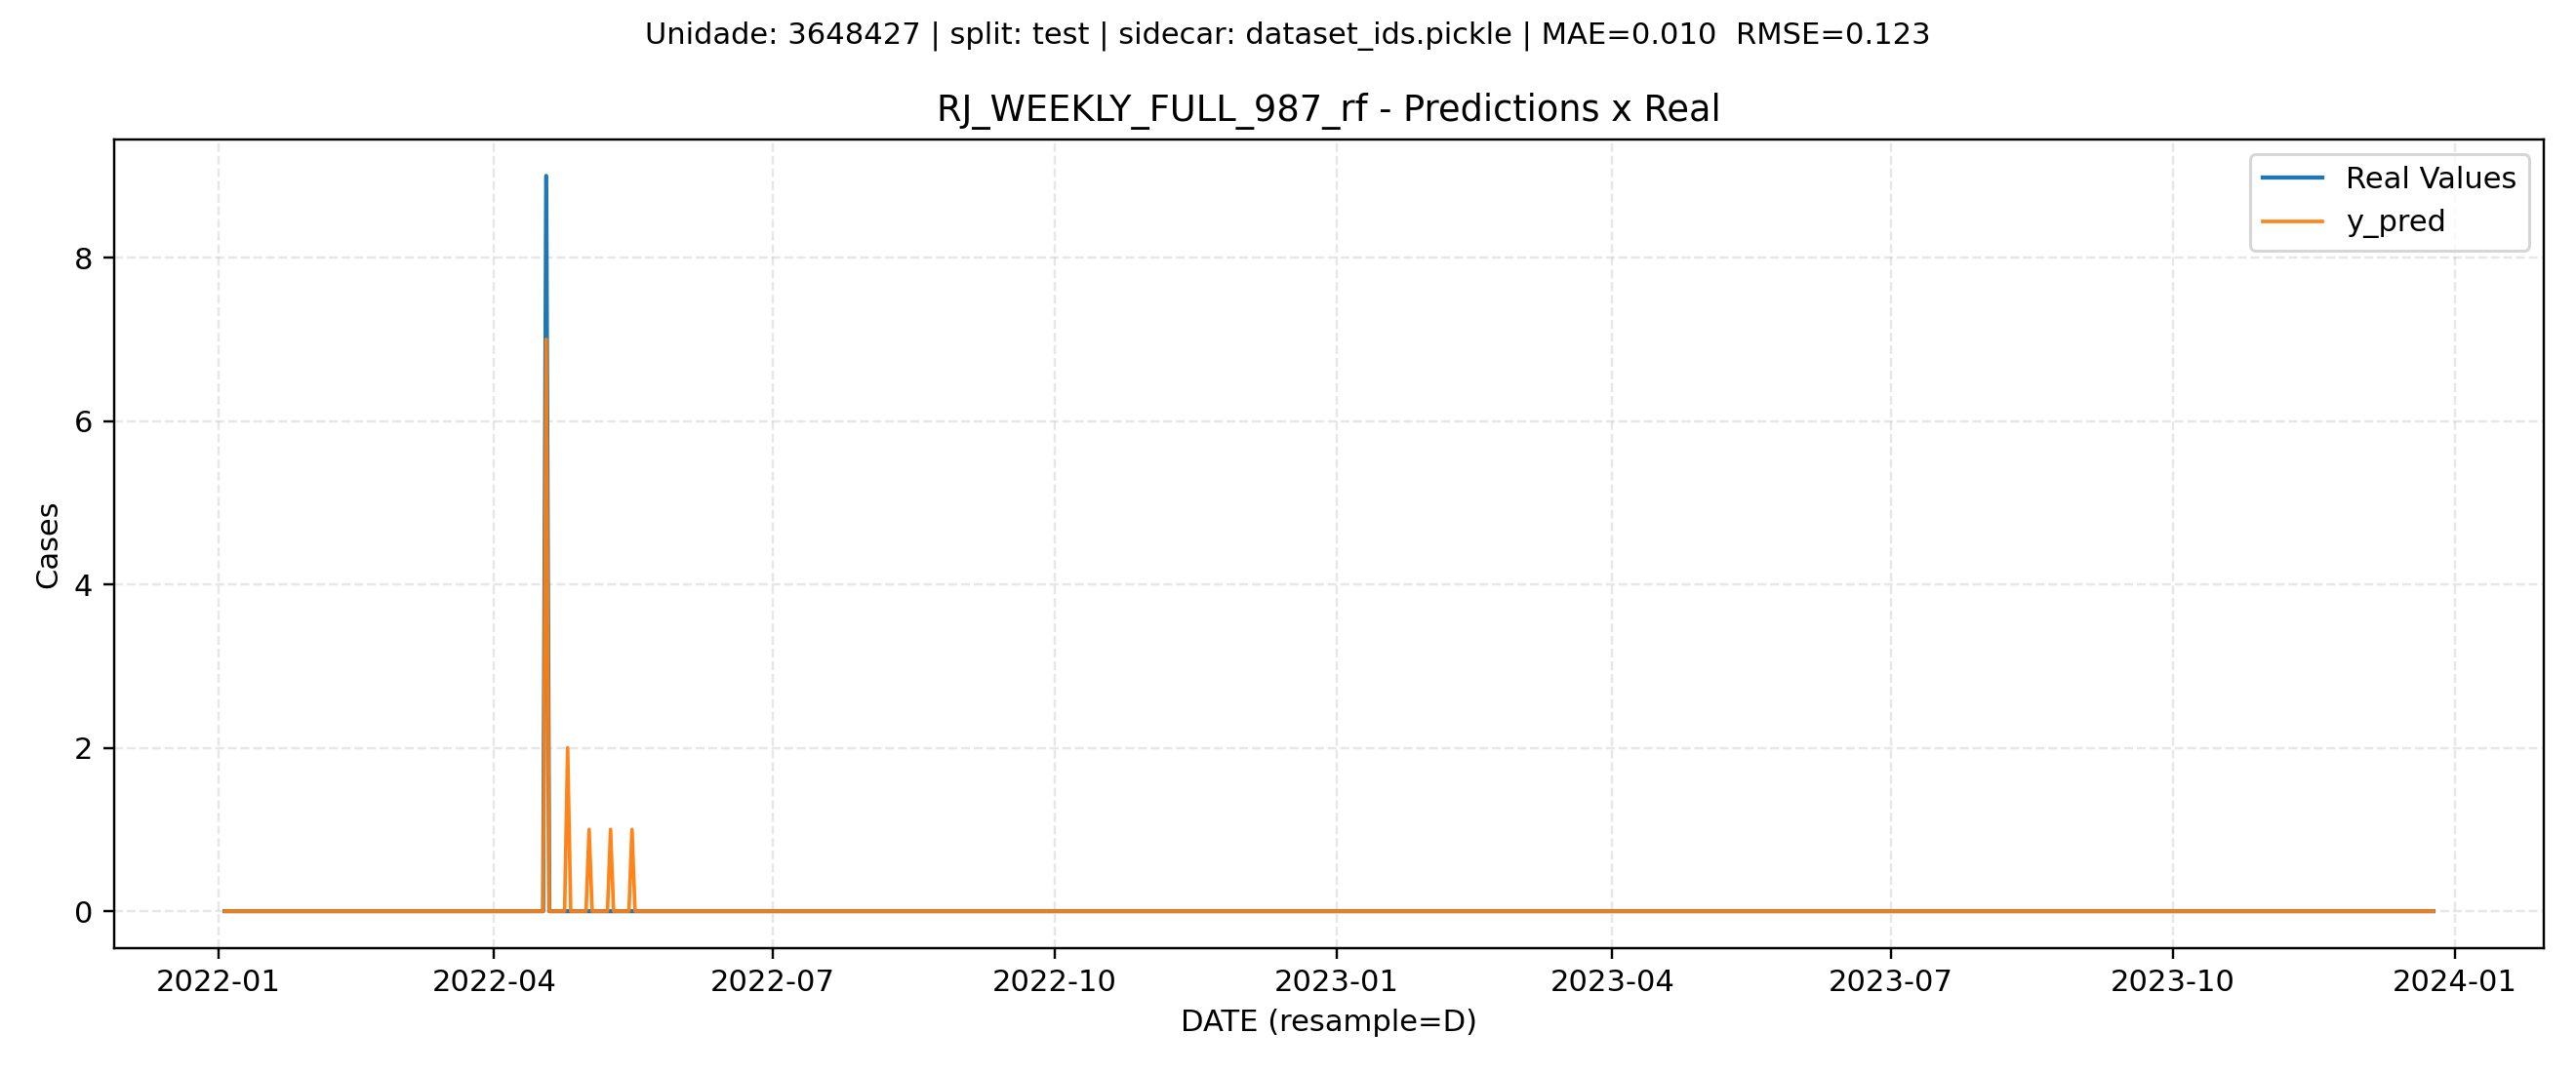 Unidade: 3648427 | split: test | sidecar: dataset_ids.pickle | MAE=0.010  RMSE=0.123
RJ_WEEKLY_FULL_987_rf - Predictions x Real
Real Values
y_pred
Cases
8
6
4
2
0
2022-01 2022-04 2022-07 2022-10 2023-01 2023-04 2023-07 2023-10 2024-01
DATE (resample=D)